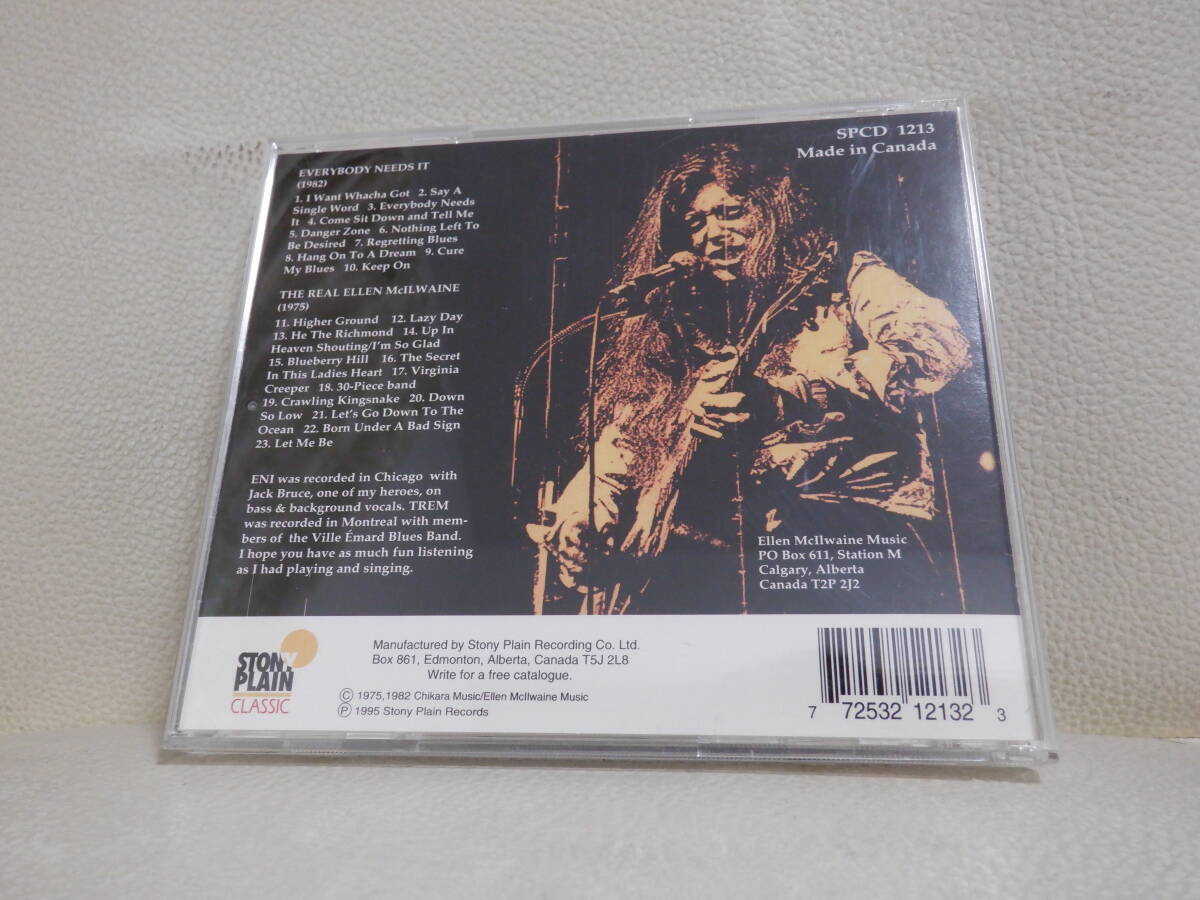 SPCD 1213
Made in Canada
EVERYBODY NEEDS IT
(1982)
1. I Want Whacha Got 2. Say A
Single Word 3. Everybody Needs
It 4. Come Sit Down and Tell Me
5. Danger Zone 6. Nothing Left To
Be Desired 7. Regretting Blues
8. Hang On To A Dream 9. Cure
My Blues 10. Keep On
THE REAL ELLEN McILWAINE
(1975)
11. Higher Ground 12. Lazy Day
13. He The Richmond 14. Up In
Heaven Shouting/I'm So Glad
15. Blueberry Hill 16. The Secret
In This Ladies Heart 17. Virginia
Creeper 18. 30-Piece band
19. Crawling Kingsnake 20. Down
So Low 21. Let's Go Down To The
Ocean 22. Born Under A Bad Sign
23. Let Me Be
ENI was recorded in Chicago with
Jack Bruce, one of my heroes, on
bass & background vocals. TREM
was recorded in Montreal with mem-
bers of the Ville Émard Blues Band.
I hope you have as much fun listening
as I had playing and singing.
Ellen McIlwaine Music
PO Box 611, Station M
Calgary, Alberta
Canada T2P 2J2
STONY
PLAIN
CLASSIC
Manufactured by Stony Plain Recording Co. Ltd.
Box 861, Edmonton, Alberta, Canada T5J 2L8
Write for a free catalogue.
© 1975,1982 Chikara Music/Ellen McIlwaine Music
℗ 1995 Stony Plain Records
7 72532 12132 3